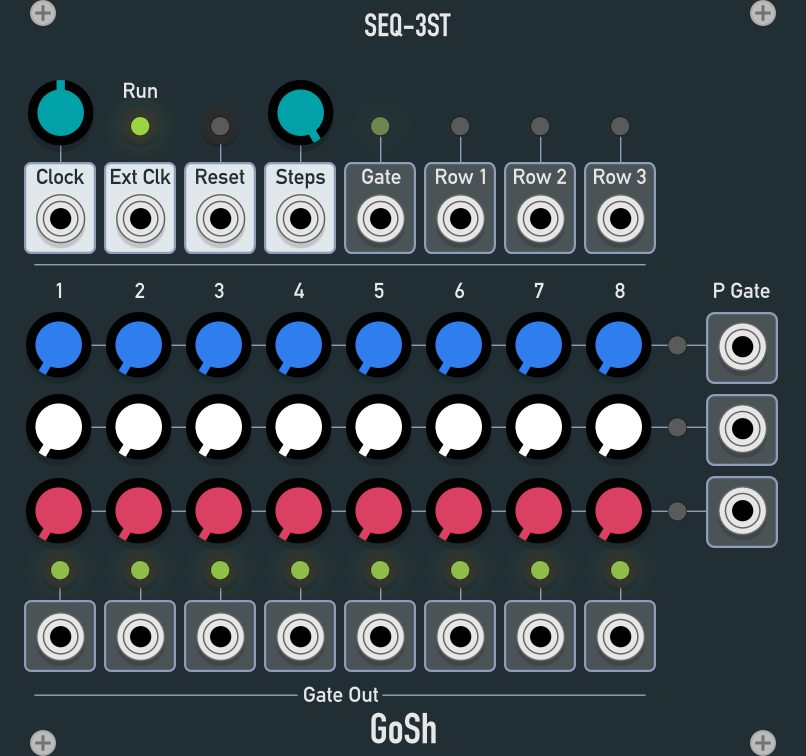 SEQ-3ST
Run
Clock Ext Clk Reset Steps Gate Row 1 Row 2 Row 3
1 2 3 4 5 6 7 8 P Gate
Gate Out
GoSh